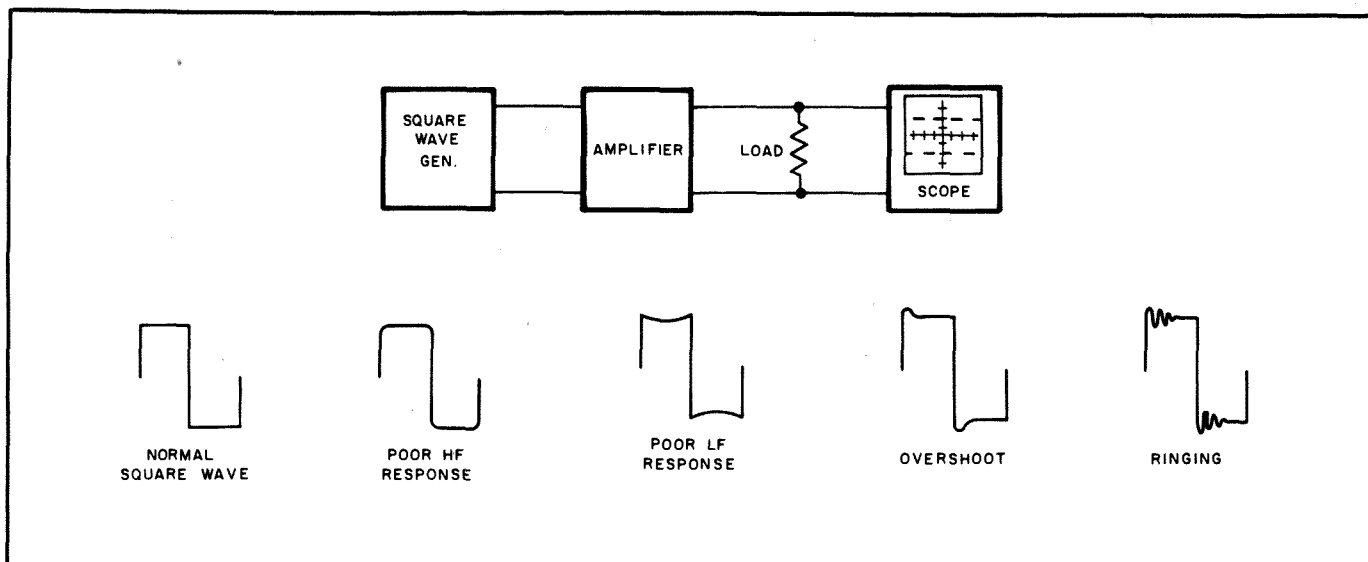 SQUARE
WAVE
GEN.
AMPLIFIER
LOAD
SCOPE
NORMAL
SQUARE WAVE
POOR HF
RESPONSE
POOR LF
RESPONSE
OVERSHOOT
RINGING